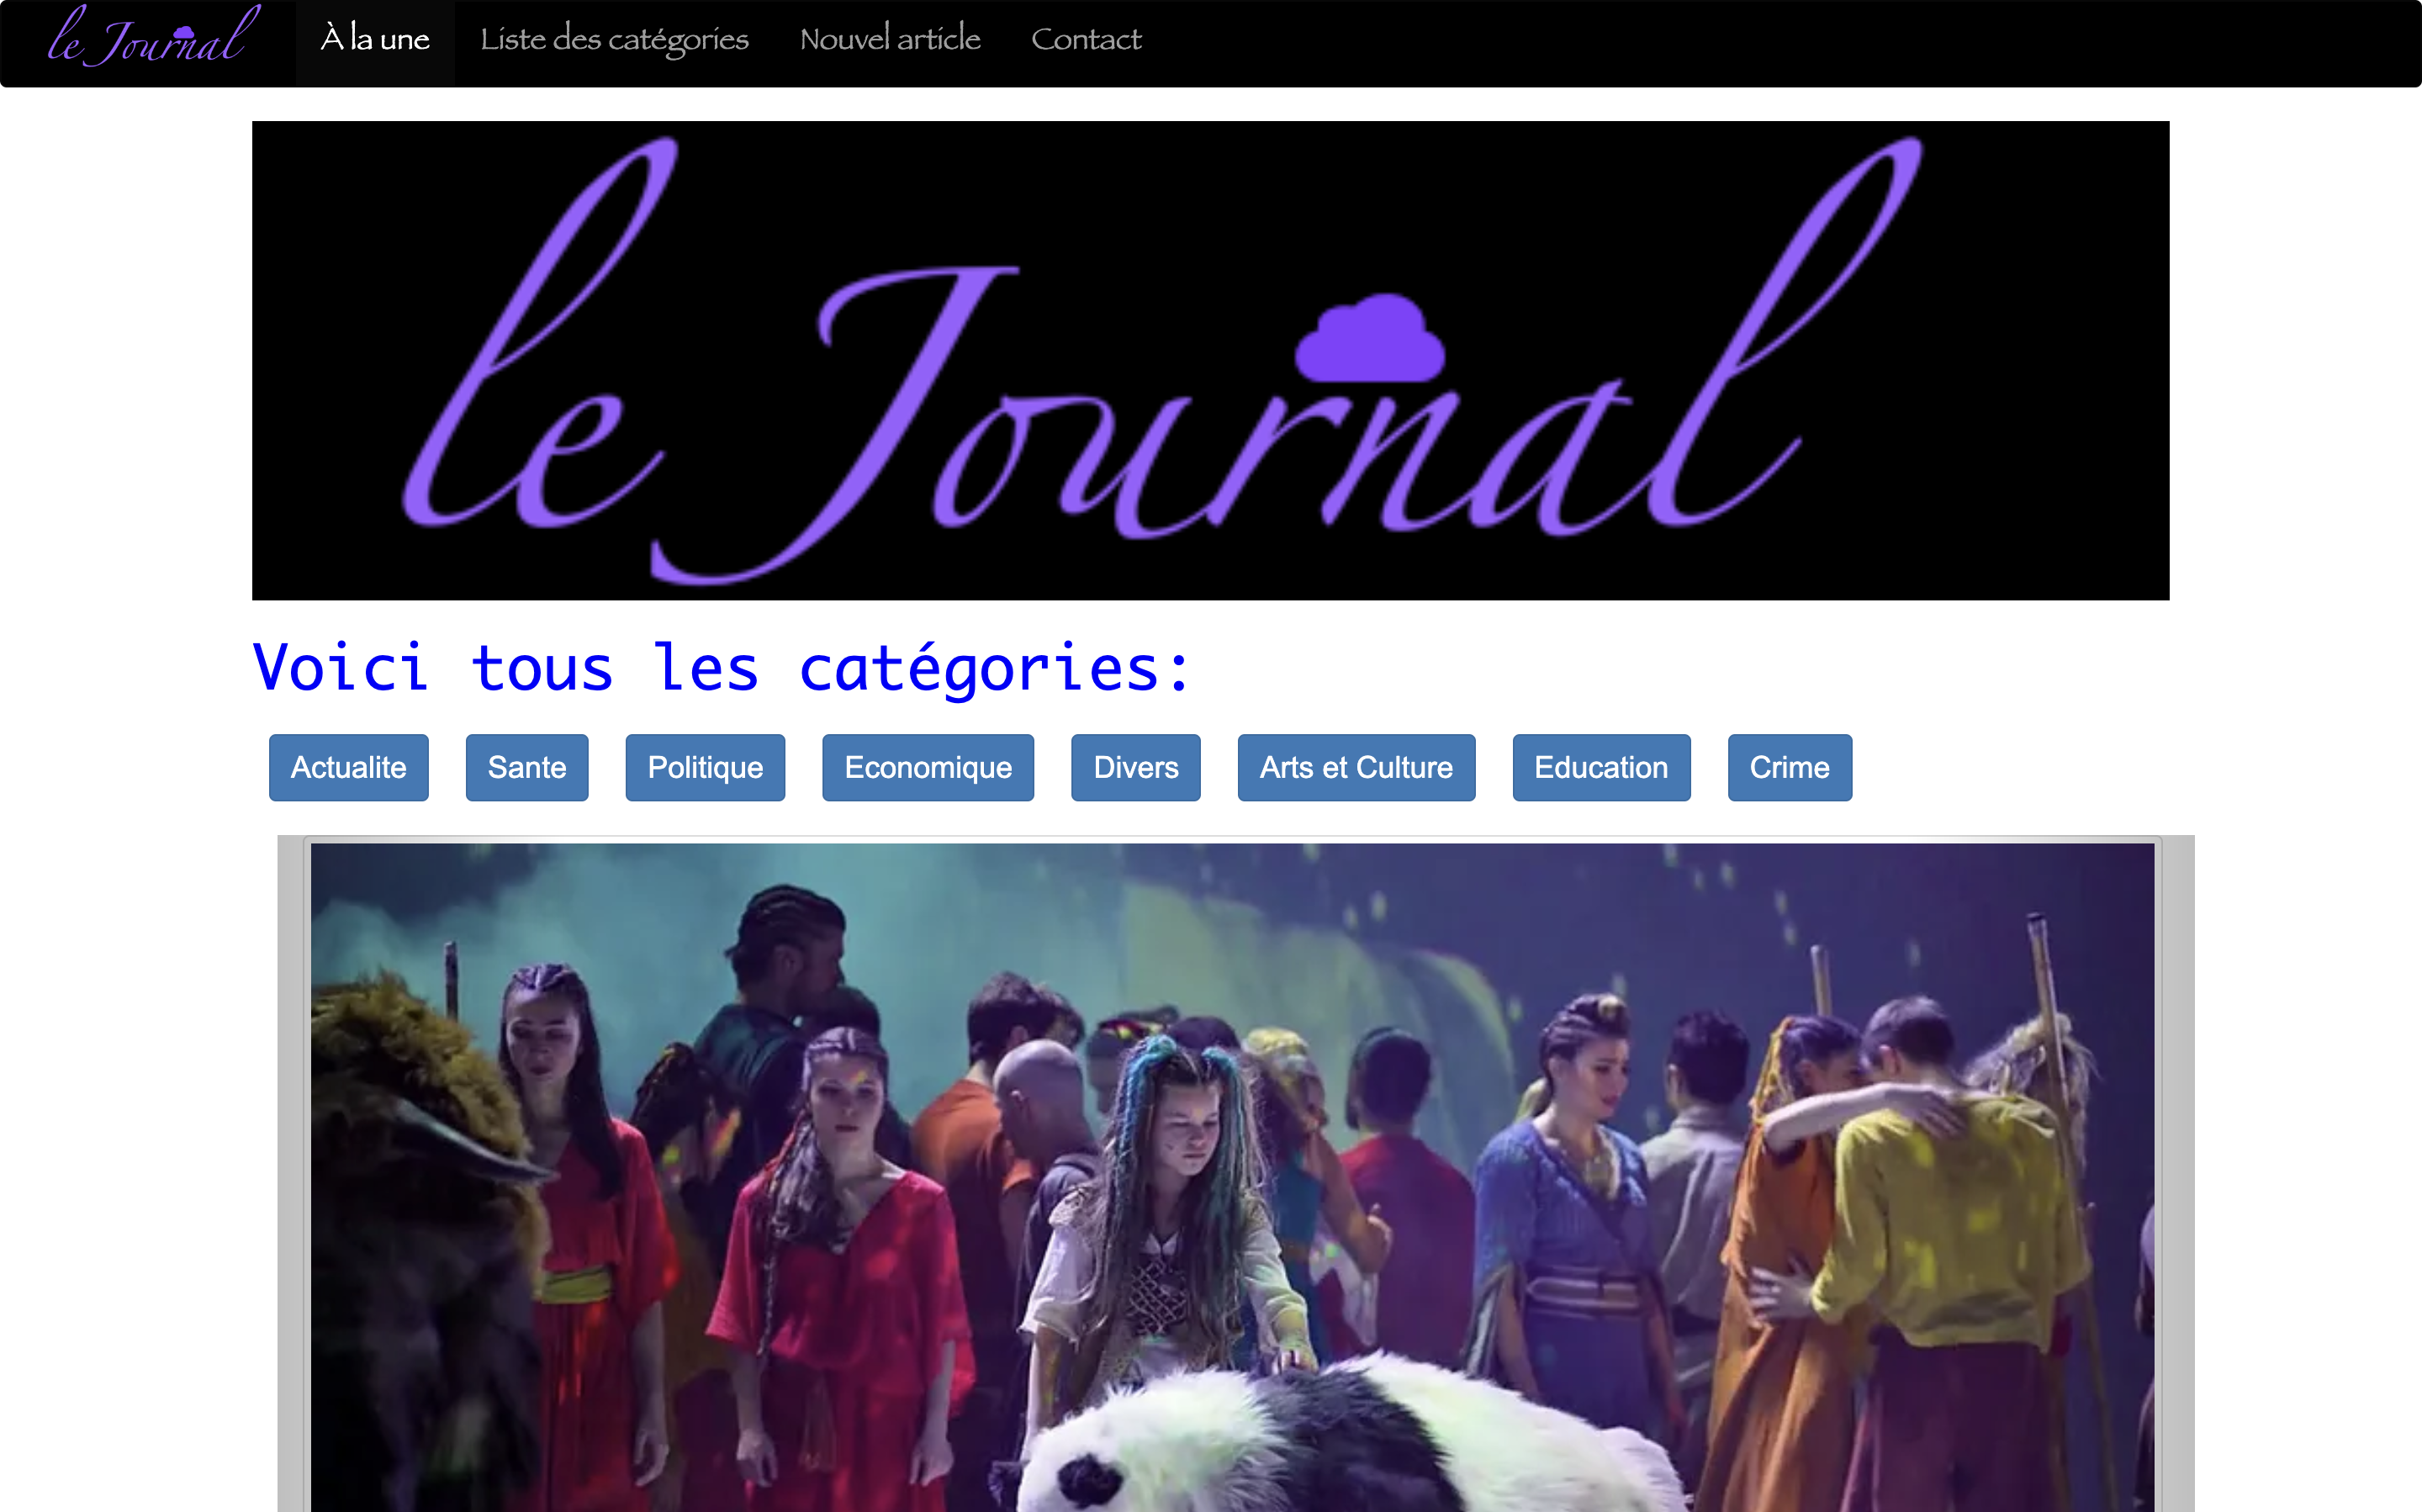 le Journal À la une Liste des catégories Nouvel article Contact
le Journal
Voici tous les catégories:
Actualite Sante Politique Economique Divers Arts et Culture Education Crime